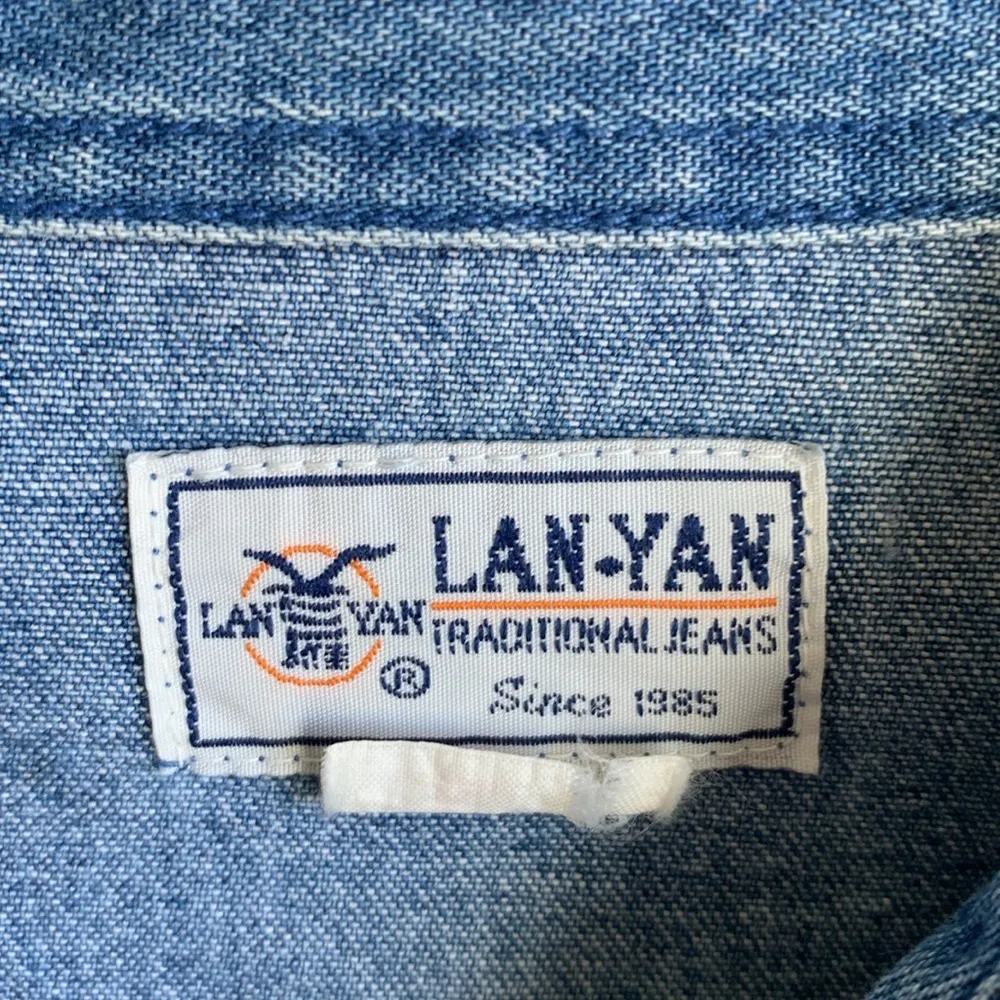 LAN YAN
®
LAN-YAN
TRADITIONAL JEANS
Since 1985